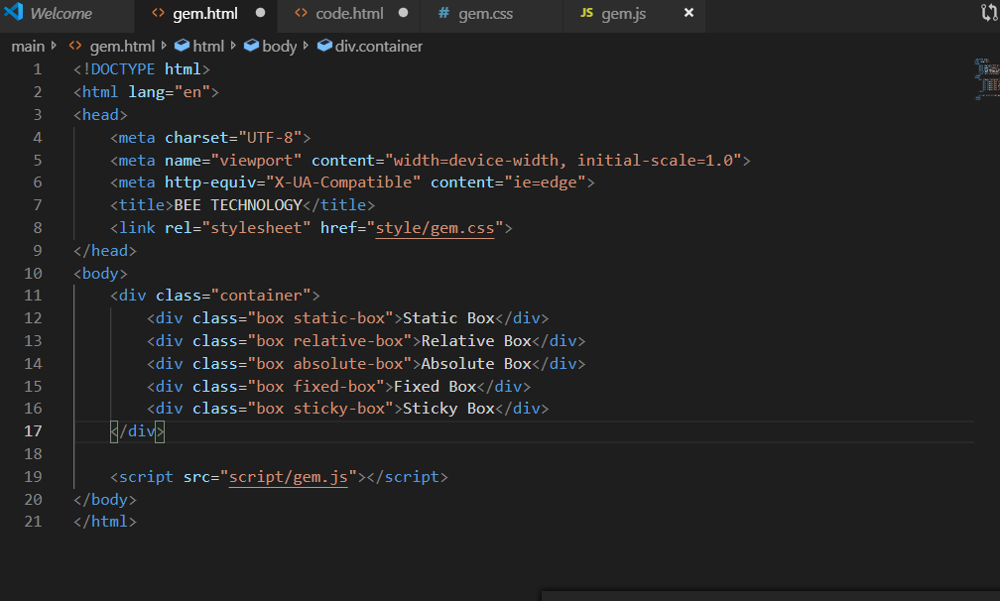 Welcome gem.html code.html gem.css JS gem.js
main gem.html html body div.container
1 <!DOCTYPE html>
2 <html lang="en">
3 <head>
4 <meta charset="UTF-8">
5 <meta name="viewport" content="width=device-width, initial-scale=1.0">
6 <meta http-equiv="X-UA-Compatible" content="ie=edge">
7 <title>BEE TECHNOLOGY</title>
8 <link rel="stylesheet" href="style/gem.css">
9 </head>
10 <body>
11 <div class="container">
12 <div class="box static-box">Static Box</div>
13 <div class="box relative-box">Relative Box</div>
14 <div class="box absolute-box">Absolute Box</div>
15 <div class="box fixed-box">Fixed Box</div>
16 <div class="box sticky-box">Sticky Box</div>
17 </div>
18
19 <script src="script/gem.js"></script>
20 </body>
21 </html>